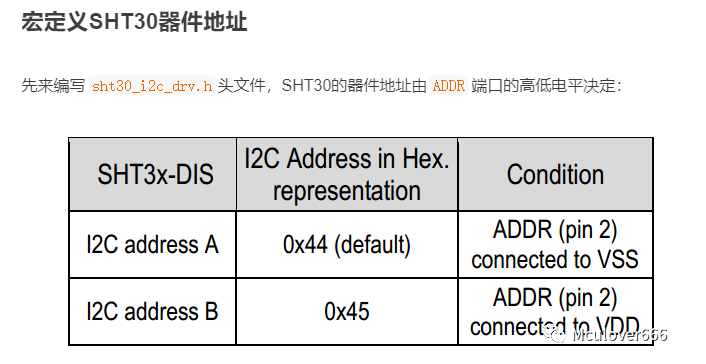 宏定义SHT30器件地址
先来编写 sht30_i2c_drv.h 头文件，SHT30的器件地址由 ADDR 端口的高低电平决定：
SHT3x-DIS
I2C Address in Hex.
representation
Condition
I2C address A
0x44 (default)
ADDR (pin 2)
connected to VSS
I2C address B
0x45
ADDR (pin 2)
connected to VDD
Mculover666